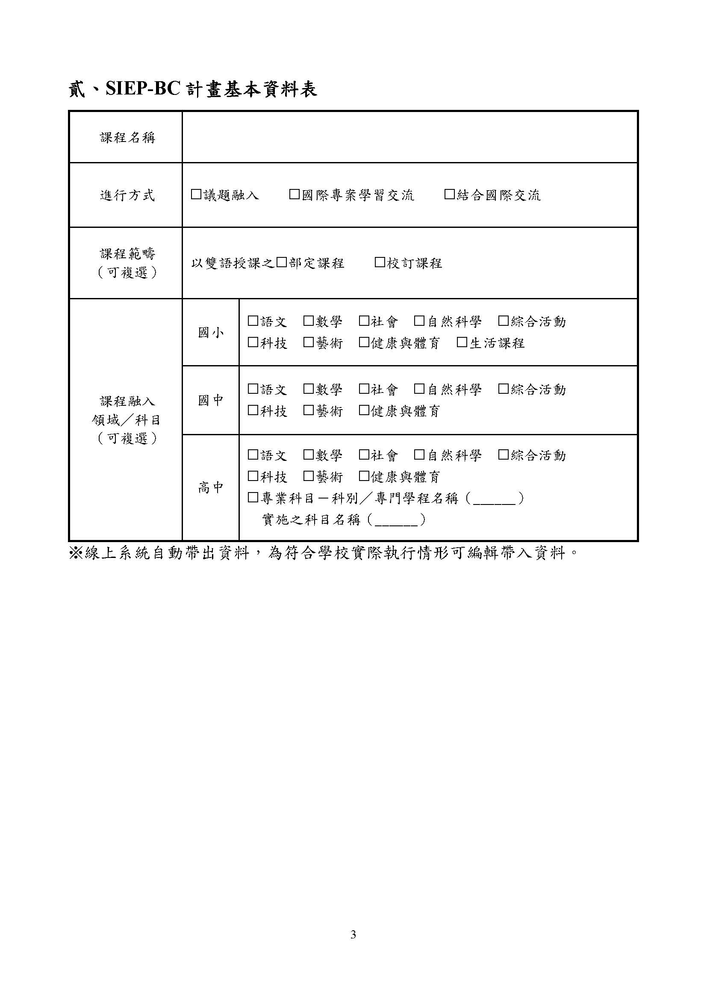 貳、SIEP-BC 計畫基本資料表
課程名稱
進行方式
□議題融入 □國際專案學習交流 □結合國際交流
課程範疇
（可複選）
以雙語授課之□部定課程 □校訂課程
課程融入
領域／科目
（可複選）
國小
□語文 □數學 □社會 □自然科學 □綜合活動
□科技 □藝術 □健康與體育 □生活課程
國中
□語文 □數學 □社會 □自然科學 □綜合活動
□科技 □藝術 □健康與體育
高中
□語文 □數學 □社會 □自然科學 □綜合活動
□科技 □藝術 □健康與體育
□專業科目－科別／專門學程名稱（______）
實施之科目名稱（______）
※線上系統自動帶出資料，為符合學校實際執行情形可編輯帶入資料。
3